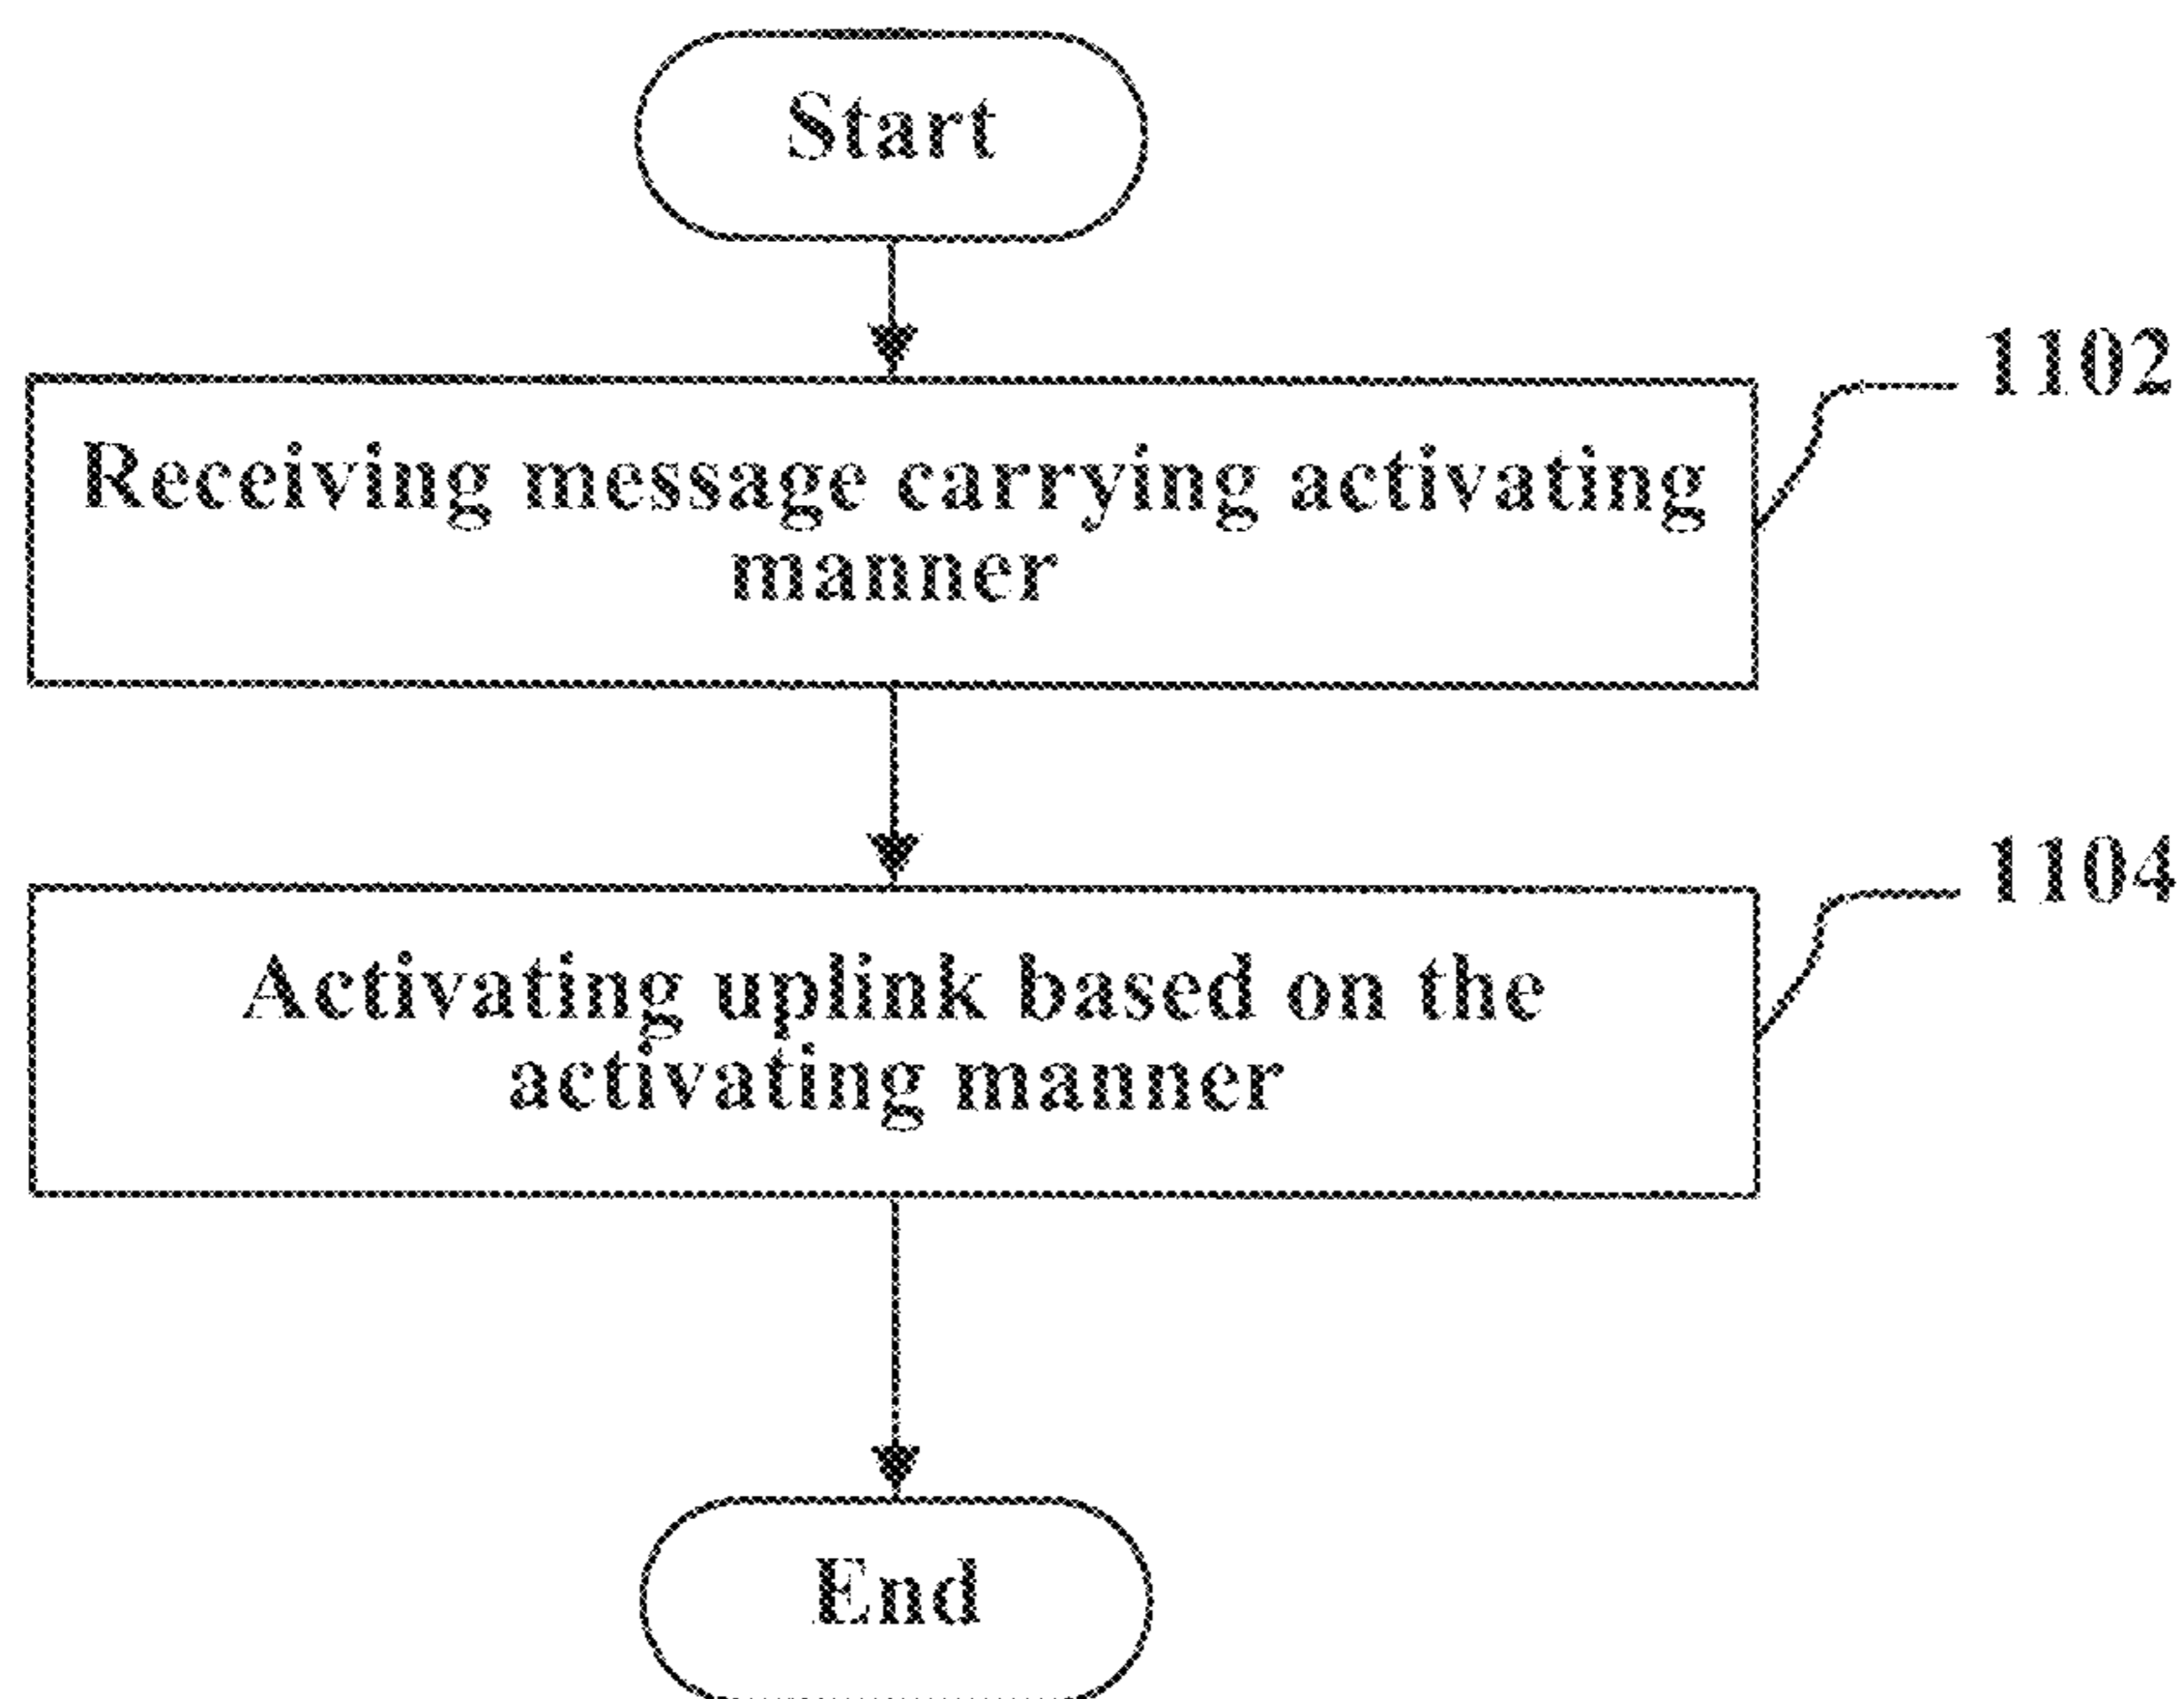 Start
1102
Receiving message carrying activating
manner
1104
Activating uplink based on the
activating manner
End